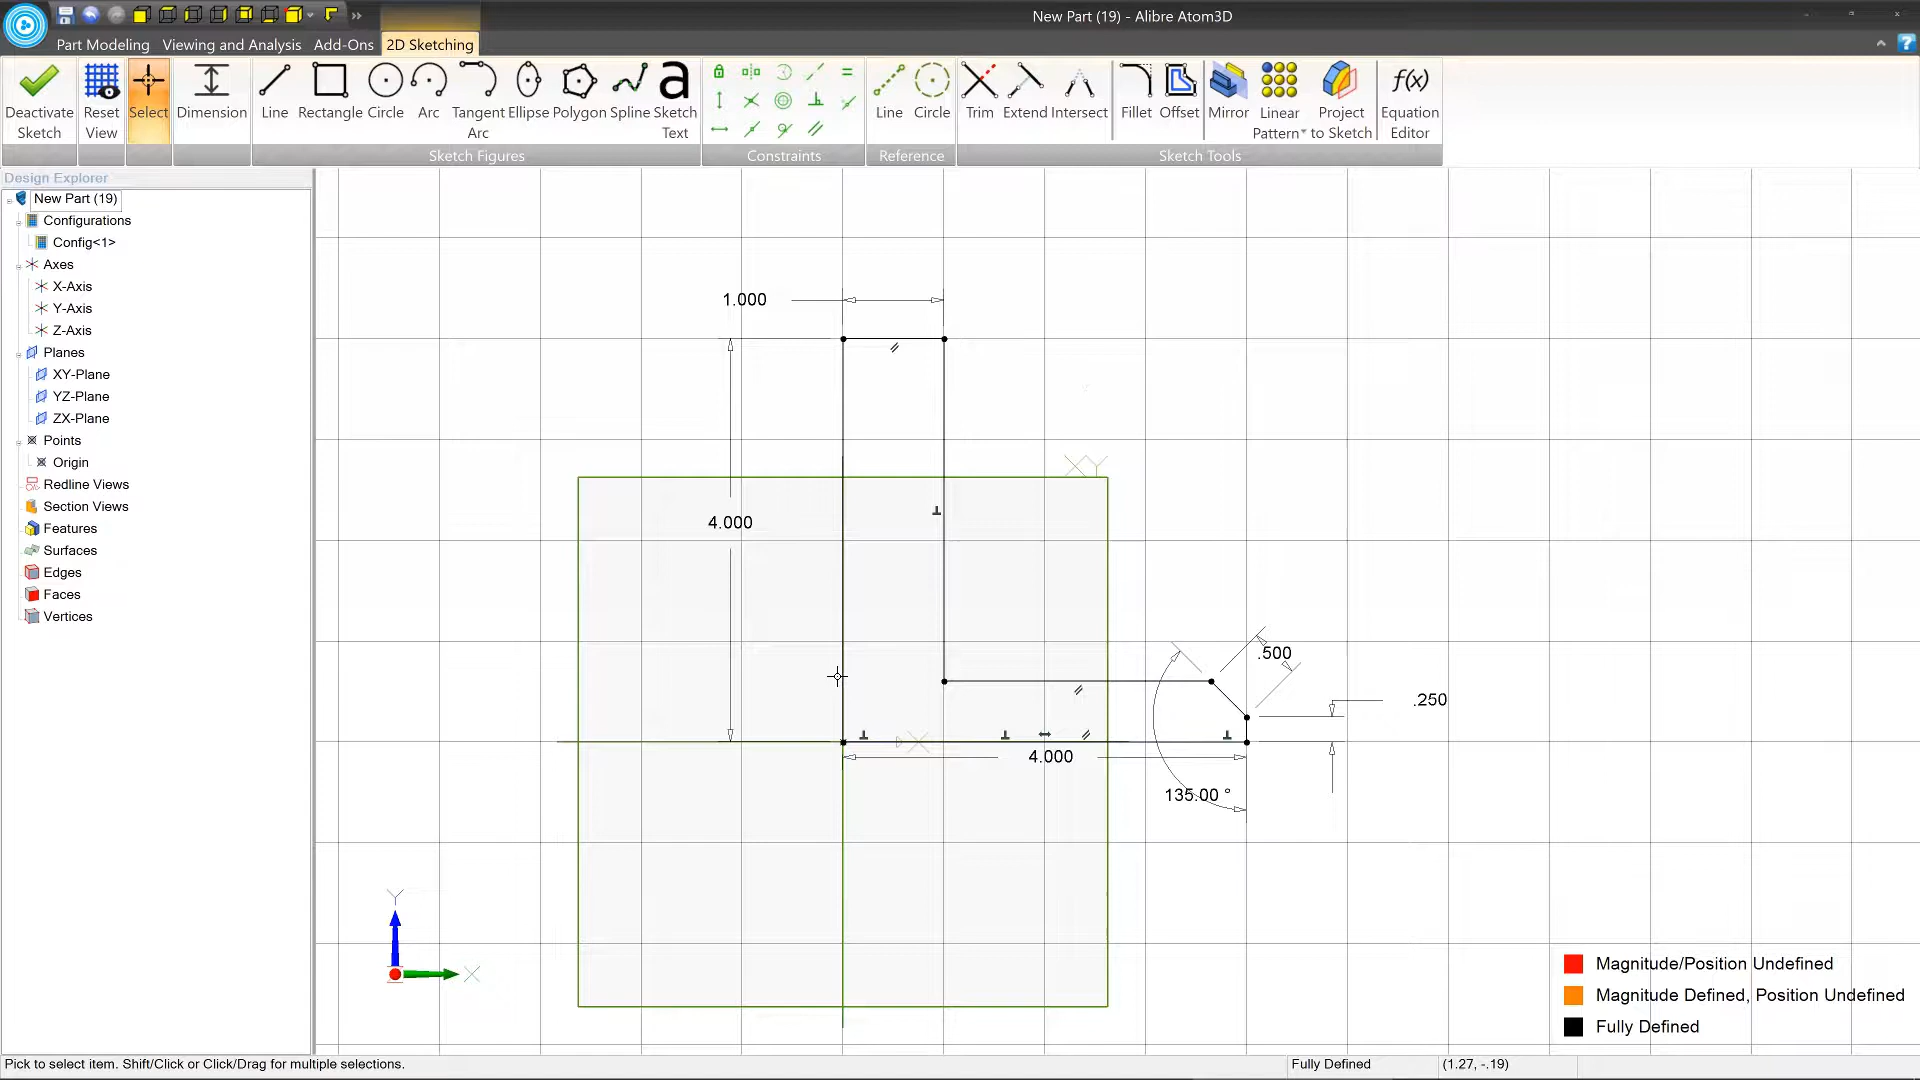 New Part (19) - Alibre Atom3D
Part Modeling
Viewing and Analysis
Add-Ons
2D Sketching
Deactivate
Sketch
Reset
View
Select
Dimension
Line
Rectangle
Circle
Arc
Tangent
Arc
Ellipse
Polygon
Spline
Sketch
Text
Line
Circle
Trim
Extend
Intersect
Fillet
Offset
Mirror
Linear
Pattern
Project
to Sketch
f(x)
Equation
Editor
Sketch Figures
Constraints
Reference
Sketch Tools
Design Explorer
New Part (19)
Configurations
Config<1>
Axes
X-Axis
Y-Axis
Z-Axis
Planes
XY-Plane
YZ-Plane
ZX-Plane
Points
Origin
Redline Views
Section Views
Features
Surfaces
Edges
Faces
Vertices
1.000
XY
4.000
.500
.250
X
4.000
135.00 °
Y
X
Magnitude/Position Undefined
Magnitude Defined, Position Undefined
Fully Defined
Pick to select item. Shift/Click or Click/Drag for multiple selections.
Fully Defined
(1.27, -.19)